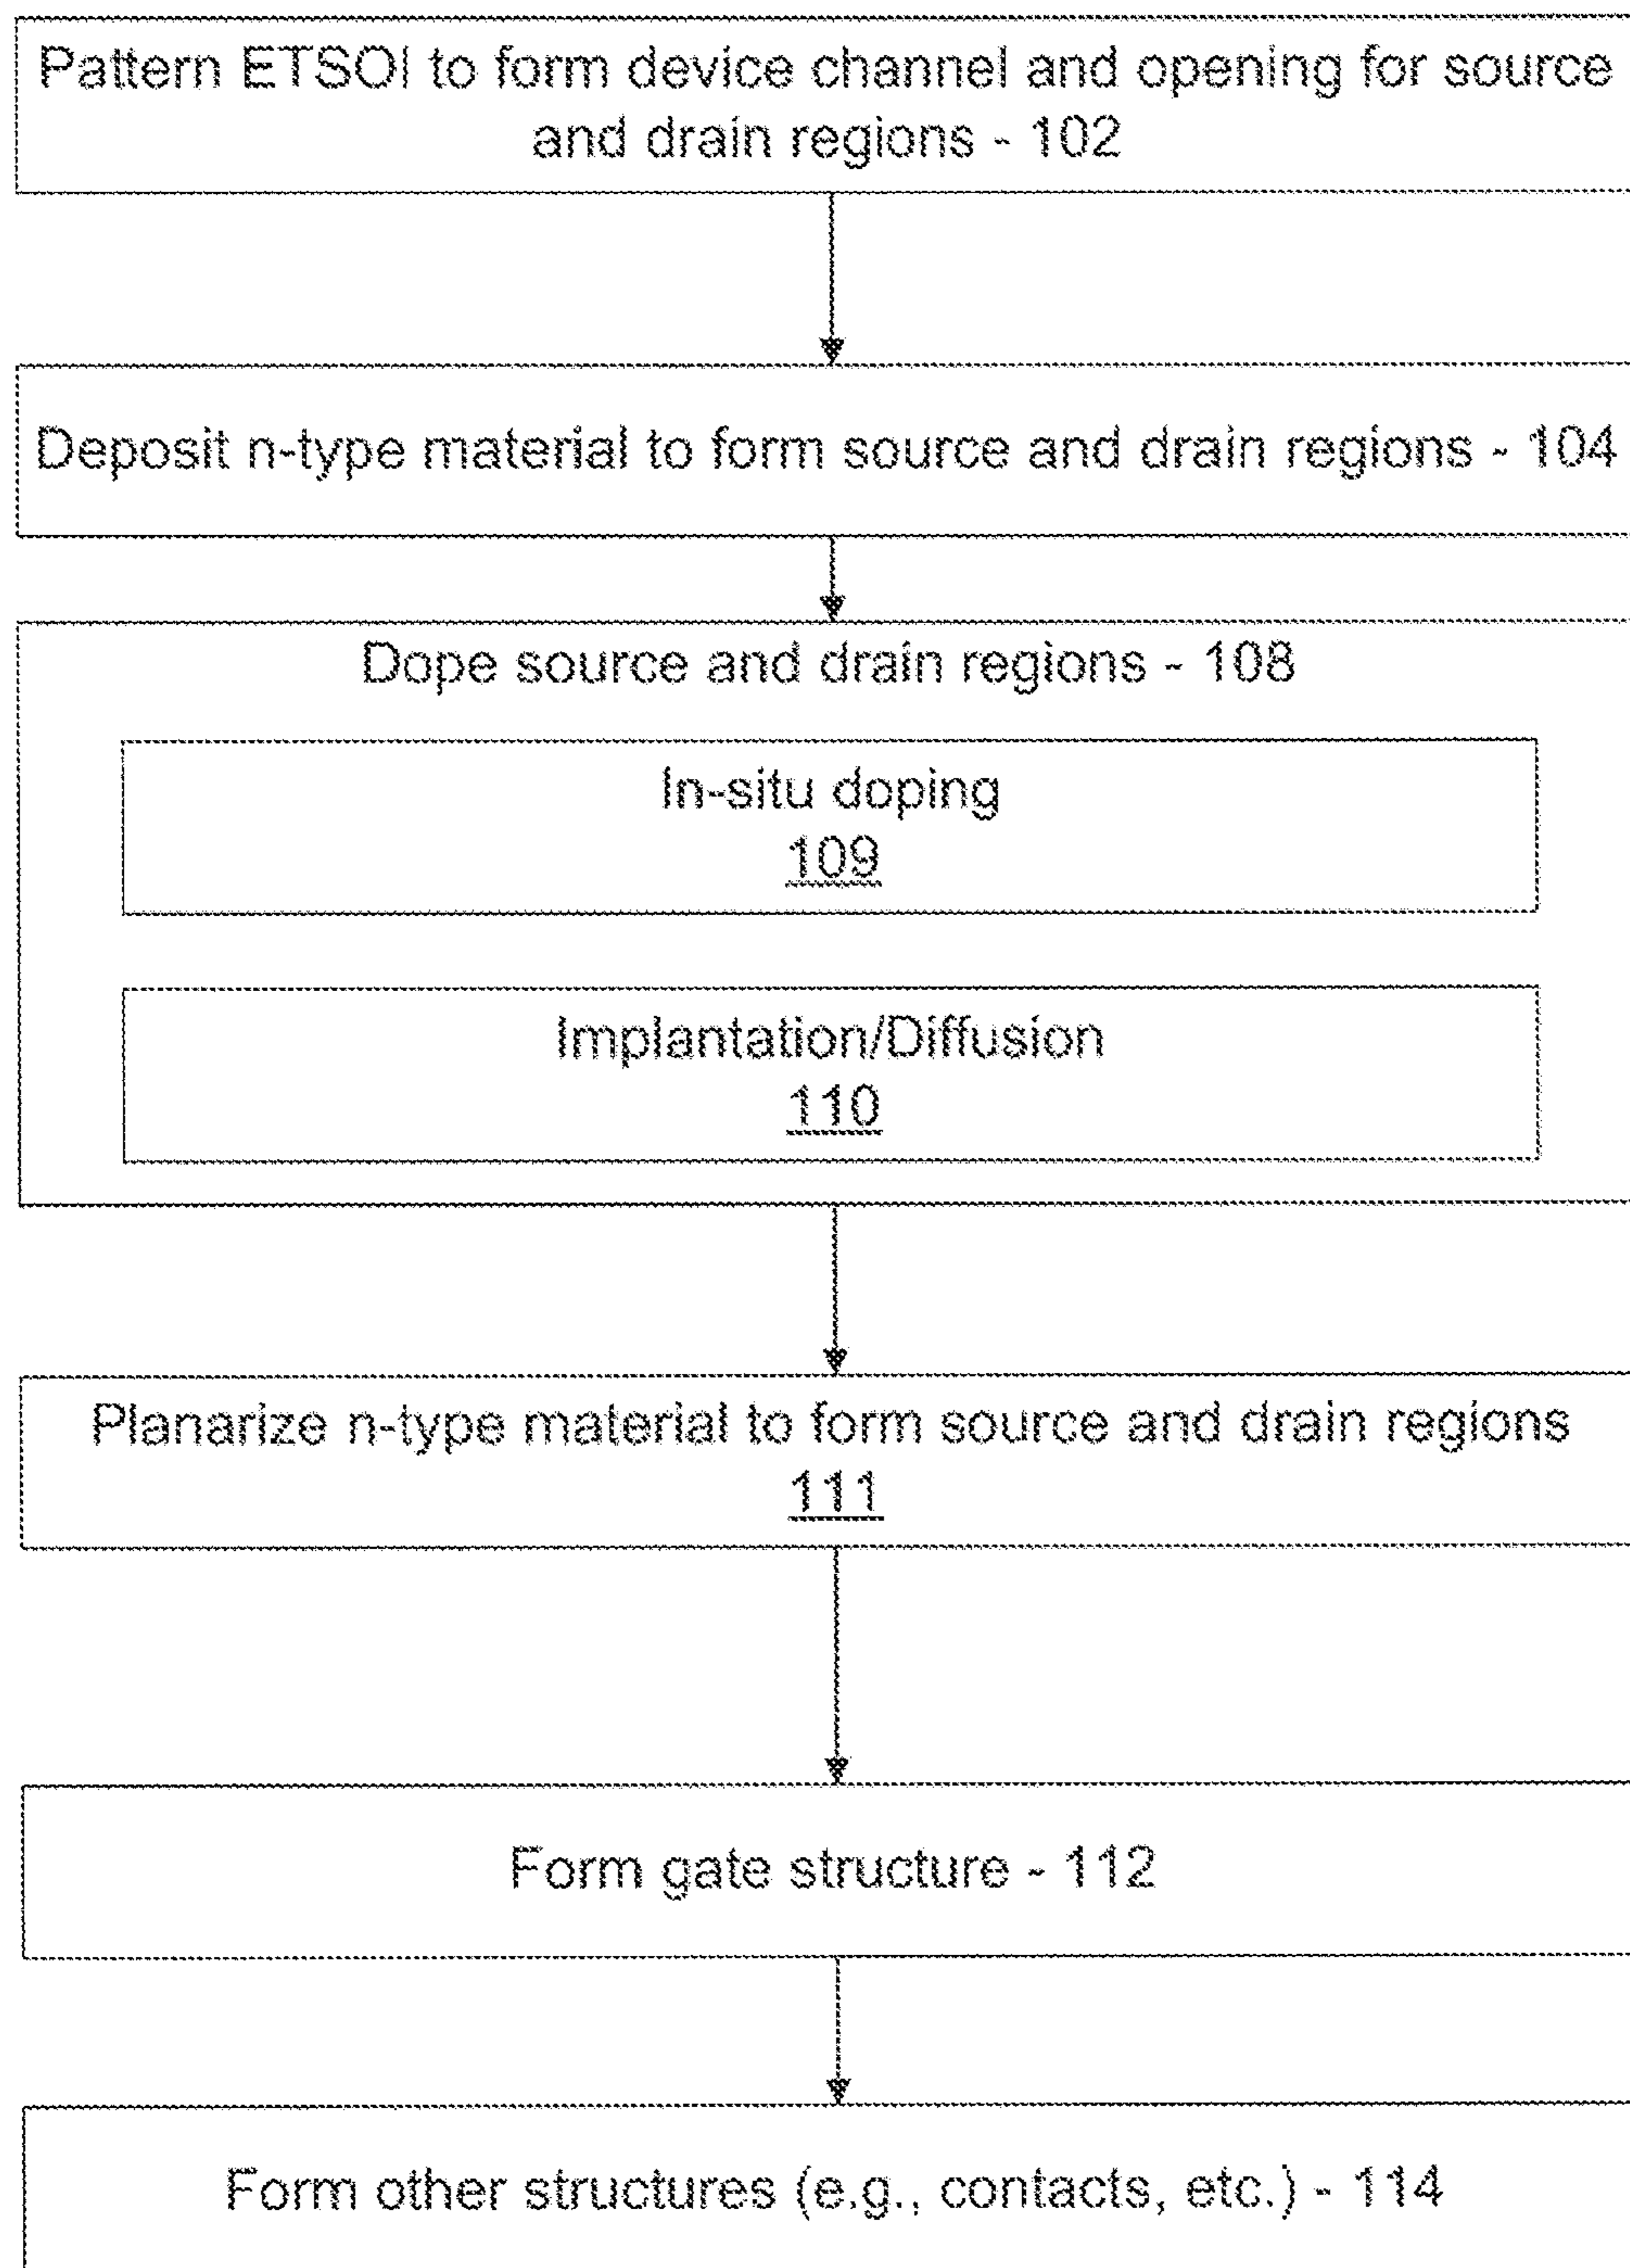 Pattern ETSOI to form device channel and opening for source
and drain regions - 102
Deposit n-type material to form source and drain regions - 104
Dope source and drain regions - 108
In-situ doping
109
Implantation/Diffusion
110
Planarize n-type material to form source and drain regions
111
Form gate structure - 112
Form other structures (e.g., contacts, etc.) - 114